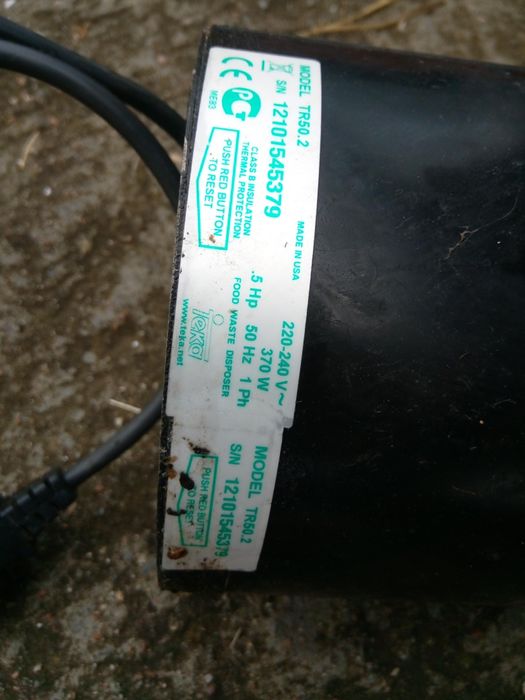 MODEL TR50.2
S/N 12101545379
CE
MEB3
CLASS B INSULATION
THERMAL PROTECTION
PUSH RED BUTTON
TO RESET
MADE IN USA
220-240 V~
370 W
.5 Hp 50 Hz 1 Ph
FOOD WASTE DISPOSER
Teka
www.teka.net
MODEL TR50.2
S/N 12101545379
PUSH RED BUTTON
TO RESET